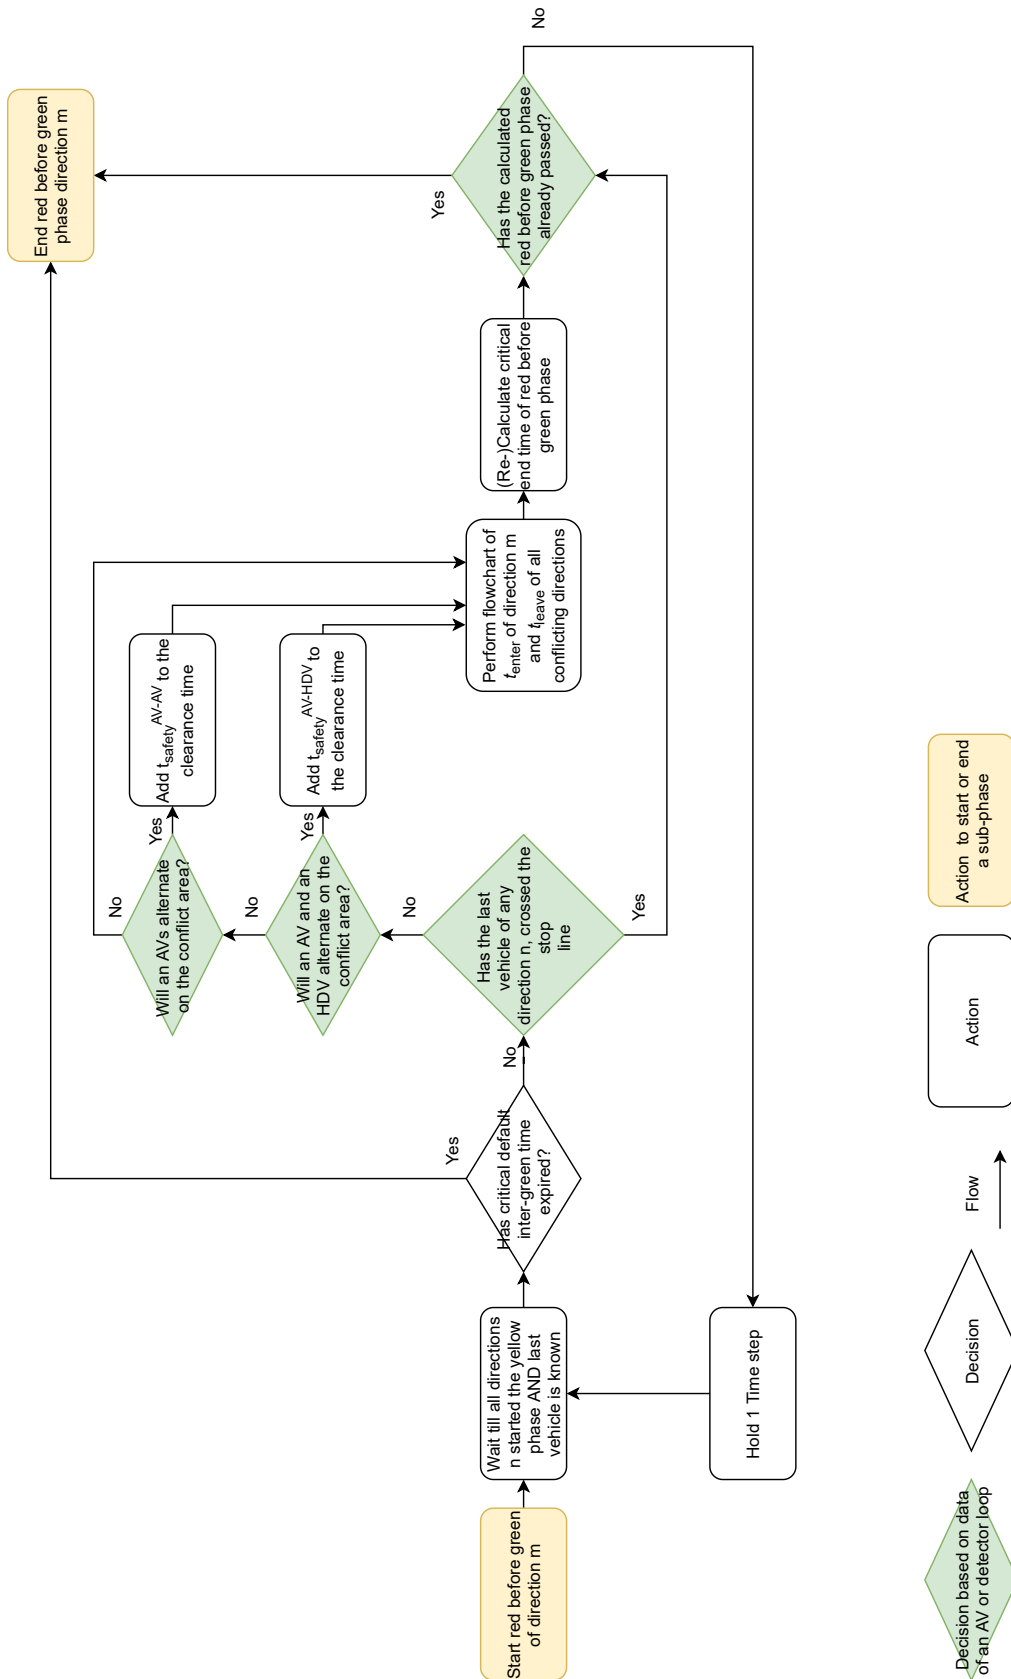 Start red before green
of direction m
Wait till all directions
n started the yellow
phase AND last
vehicle is known
Hold 1 Time step
Has critical default
inter-green time
expired?
Yes
No
Has the last
vehicle of any
direction n, crossed the
stop
line
Yes
No
Will an AV and an
HDV alternate on the
conflict area?
Yes
No
Will an AVs alternate
on the conflict area?
Yes
No
Add t_safety^AV-HDV to
the clearance time
Add t_safety^AV-AV to the
clearance time
Perform flowchart of
t_enter of direction m
and t_leave of all
conflicting directions
(Re-)Calculate critical
end time of red before
green phase
Has the calculated
red before green phase
already passed?
Yes
No
End red before green
phase direction m
Decision based on data
of an AV or detector loop
Decision
Flow
Action
Action to start or end
a sub-phase